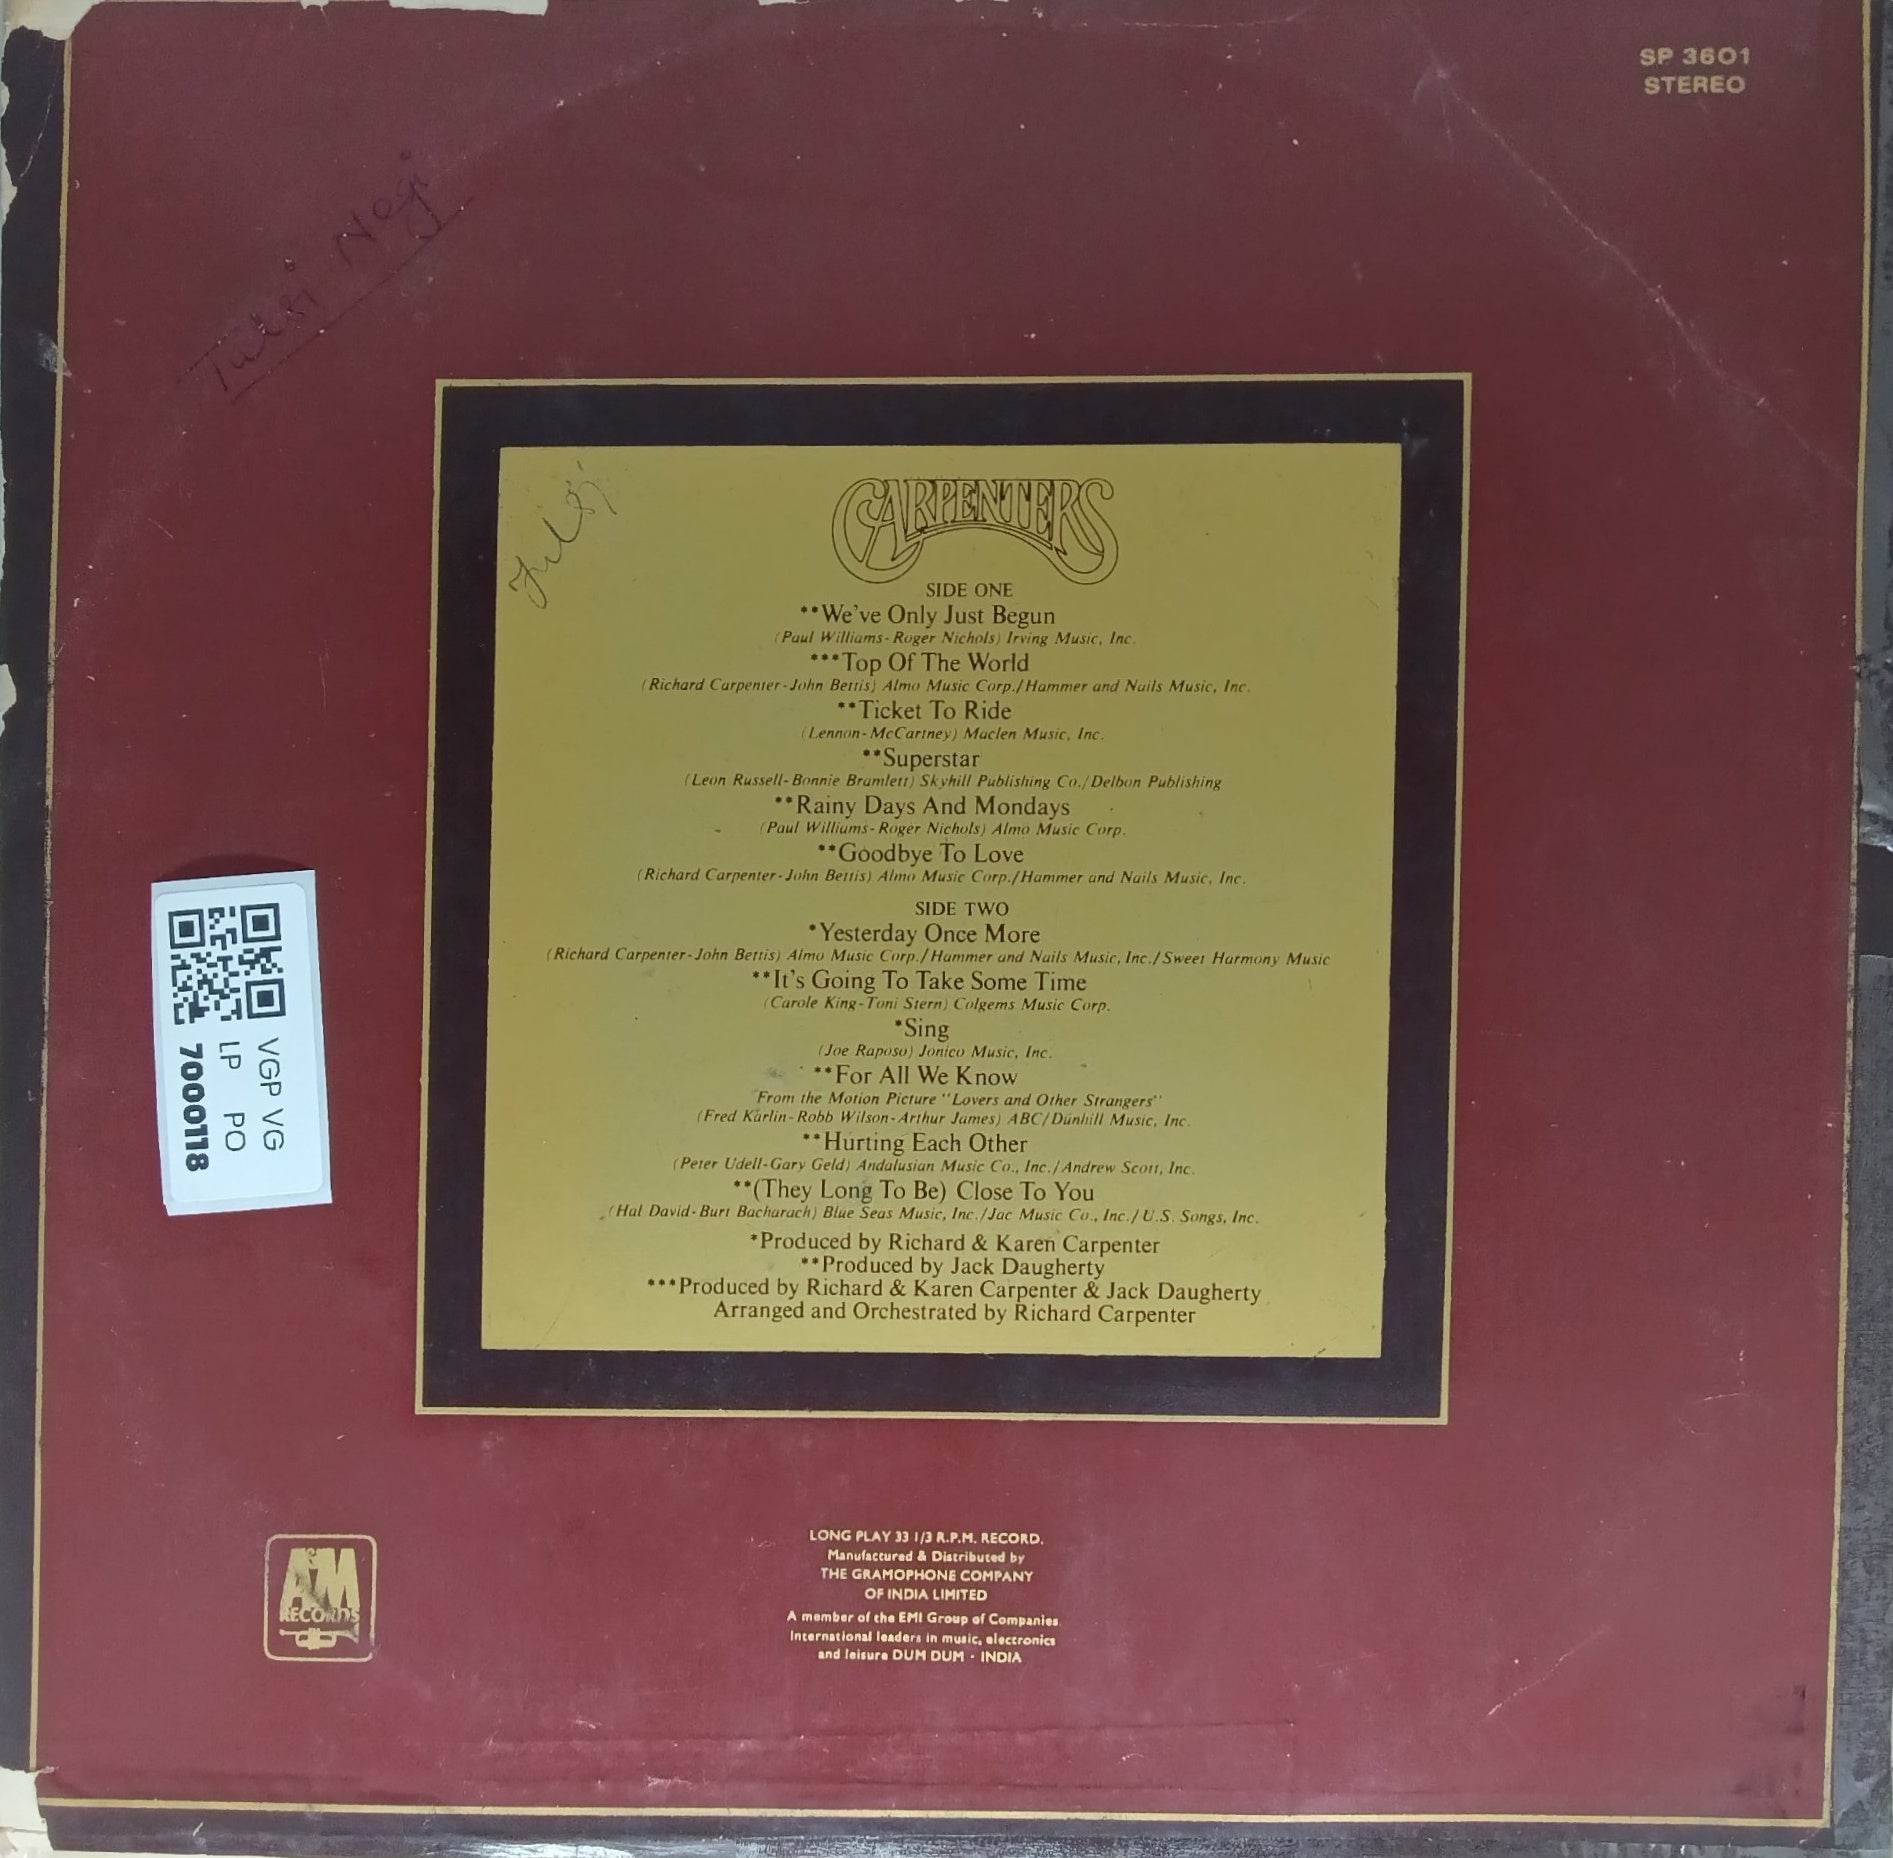 SP 3601
STEREO
Tulsi Negi
Tulsi
CARPENTERS
SIDE ONE
**We've Only Just Begun
(Paul Williams-Roger Nichols) Irving Music, Inc.
***Top Of The World
(Richard Carpenter-John Bettis) Almo Music Corp./Hammer and Nails Music, Inc.
**Ticket To Ride
(Lennon-McCartney) Maclen Music, Inc.
**Superstar
(Leon Russell-Bonnie Bramlett) Skyhill Publishing Co./Delbon Publishing
**Rainy Days And Mondays
(Paul Williams-Roger Nichols) Almo Music Corp.
**Goodbye To Love
(Richard Carpenter-John Bettis) Almo Music Corp./Hammer and Nails Music, Inc.
SIDE TWO
*Yesterday Once More
(Richard Carpenter-John Bettis) Almo Music Corp./Hammer and Nails Music, Inc./Sweet Harmony Music
**It's Going To Take Some Time
(Carole King-Toni Stern) Colgems Music Corp.
*Sing
(Joe Raposo) Jonico Music, Inc.
**For All We Know
From the Motion Picture "Lovers and Other Strangers"
(Fred Karlin-Robb Wilson-Arthur James) ABC/Dunhill Music, Inc.
**Hurting Each Other
(Peter Udell-Gary Geld) Andalusian Music Co., Inc./Andrew Scott, Inc.
**(They Long To Be) Close To You
(Hal David-Burt Bacharach) Blue Seas Music, Inc./Jac Music Co., Inc./U.S. Songs, Inc.
*Produced by Richard & Karen Carpenter
**Produced by Jack Daugherty
***Produced by Richard & Karen Carpenter & Jack Daugherty
Arranged and Orchestrated by Richard Carpenter
VGP VG
LP PO
7000118
A&M
RECORDS
LONG PLAY 33 1/3 R.P.M. RECORD.
Manufactured & Distributed by
THE GRAMOPHONE COMPANY
OF INDIA LIMITED
A member of the EMI Group of Companies
International leaders in music, electronics
and leisure DUM DUM · INDIA